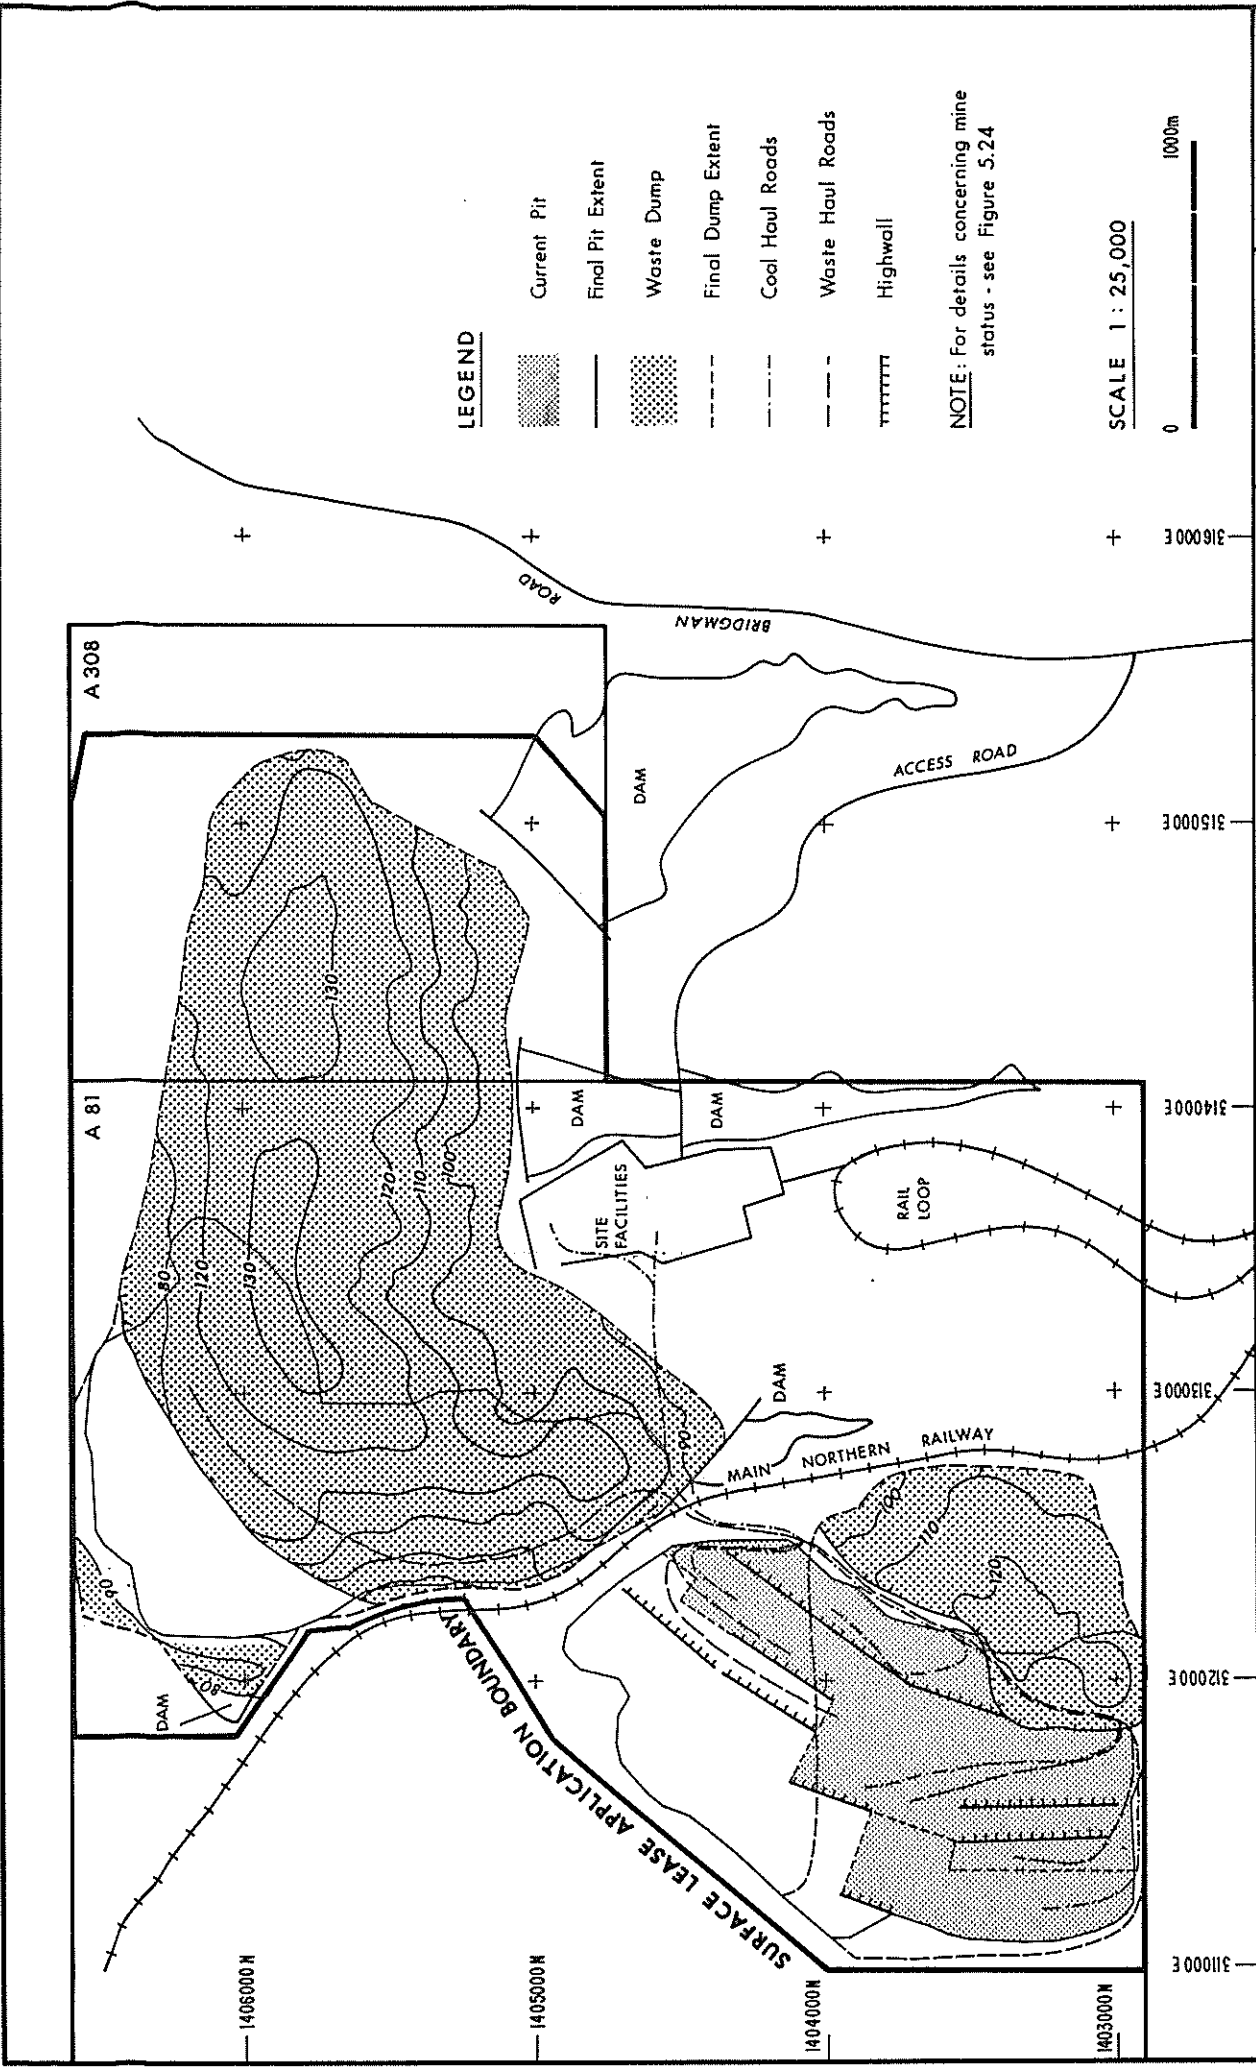 A 308
A 81
130
80
120
130
120
110
100
90
80
DAM
SURFACE LEASE APPLICATION BOUNDARY
SITE
FACILITIES
DAM
DAM
DAM
DAM
90
MAIN NORTHERN RAILWAY
RAIL
LOOP
ACCESS ROAD
BRIDGMAN
ROAD
100
110
120
1406000N
1405000N
1404000N
1403000N
311000E
312000E
313000E
314000E
315000E
316000E
LEGEND
Current Pit
Final Pit Extent
Waste Dump
Final Dump Extent
Coal Haul Roads
Waste Haul Roads
Highwall
NOTE: For details concerning mine
status - see Figure 5.24
SCALE 1 : 25,000
0 1000m